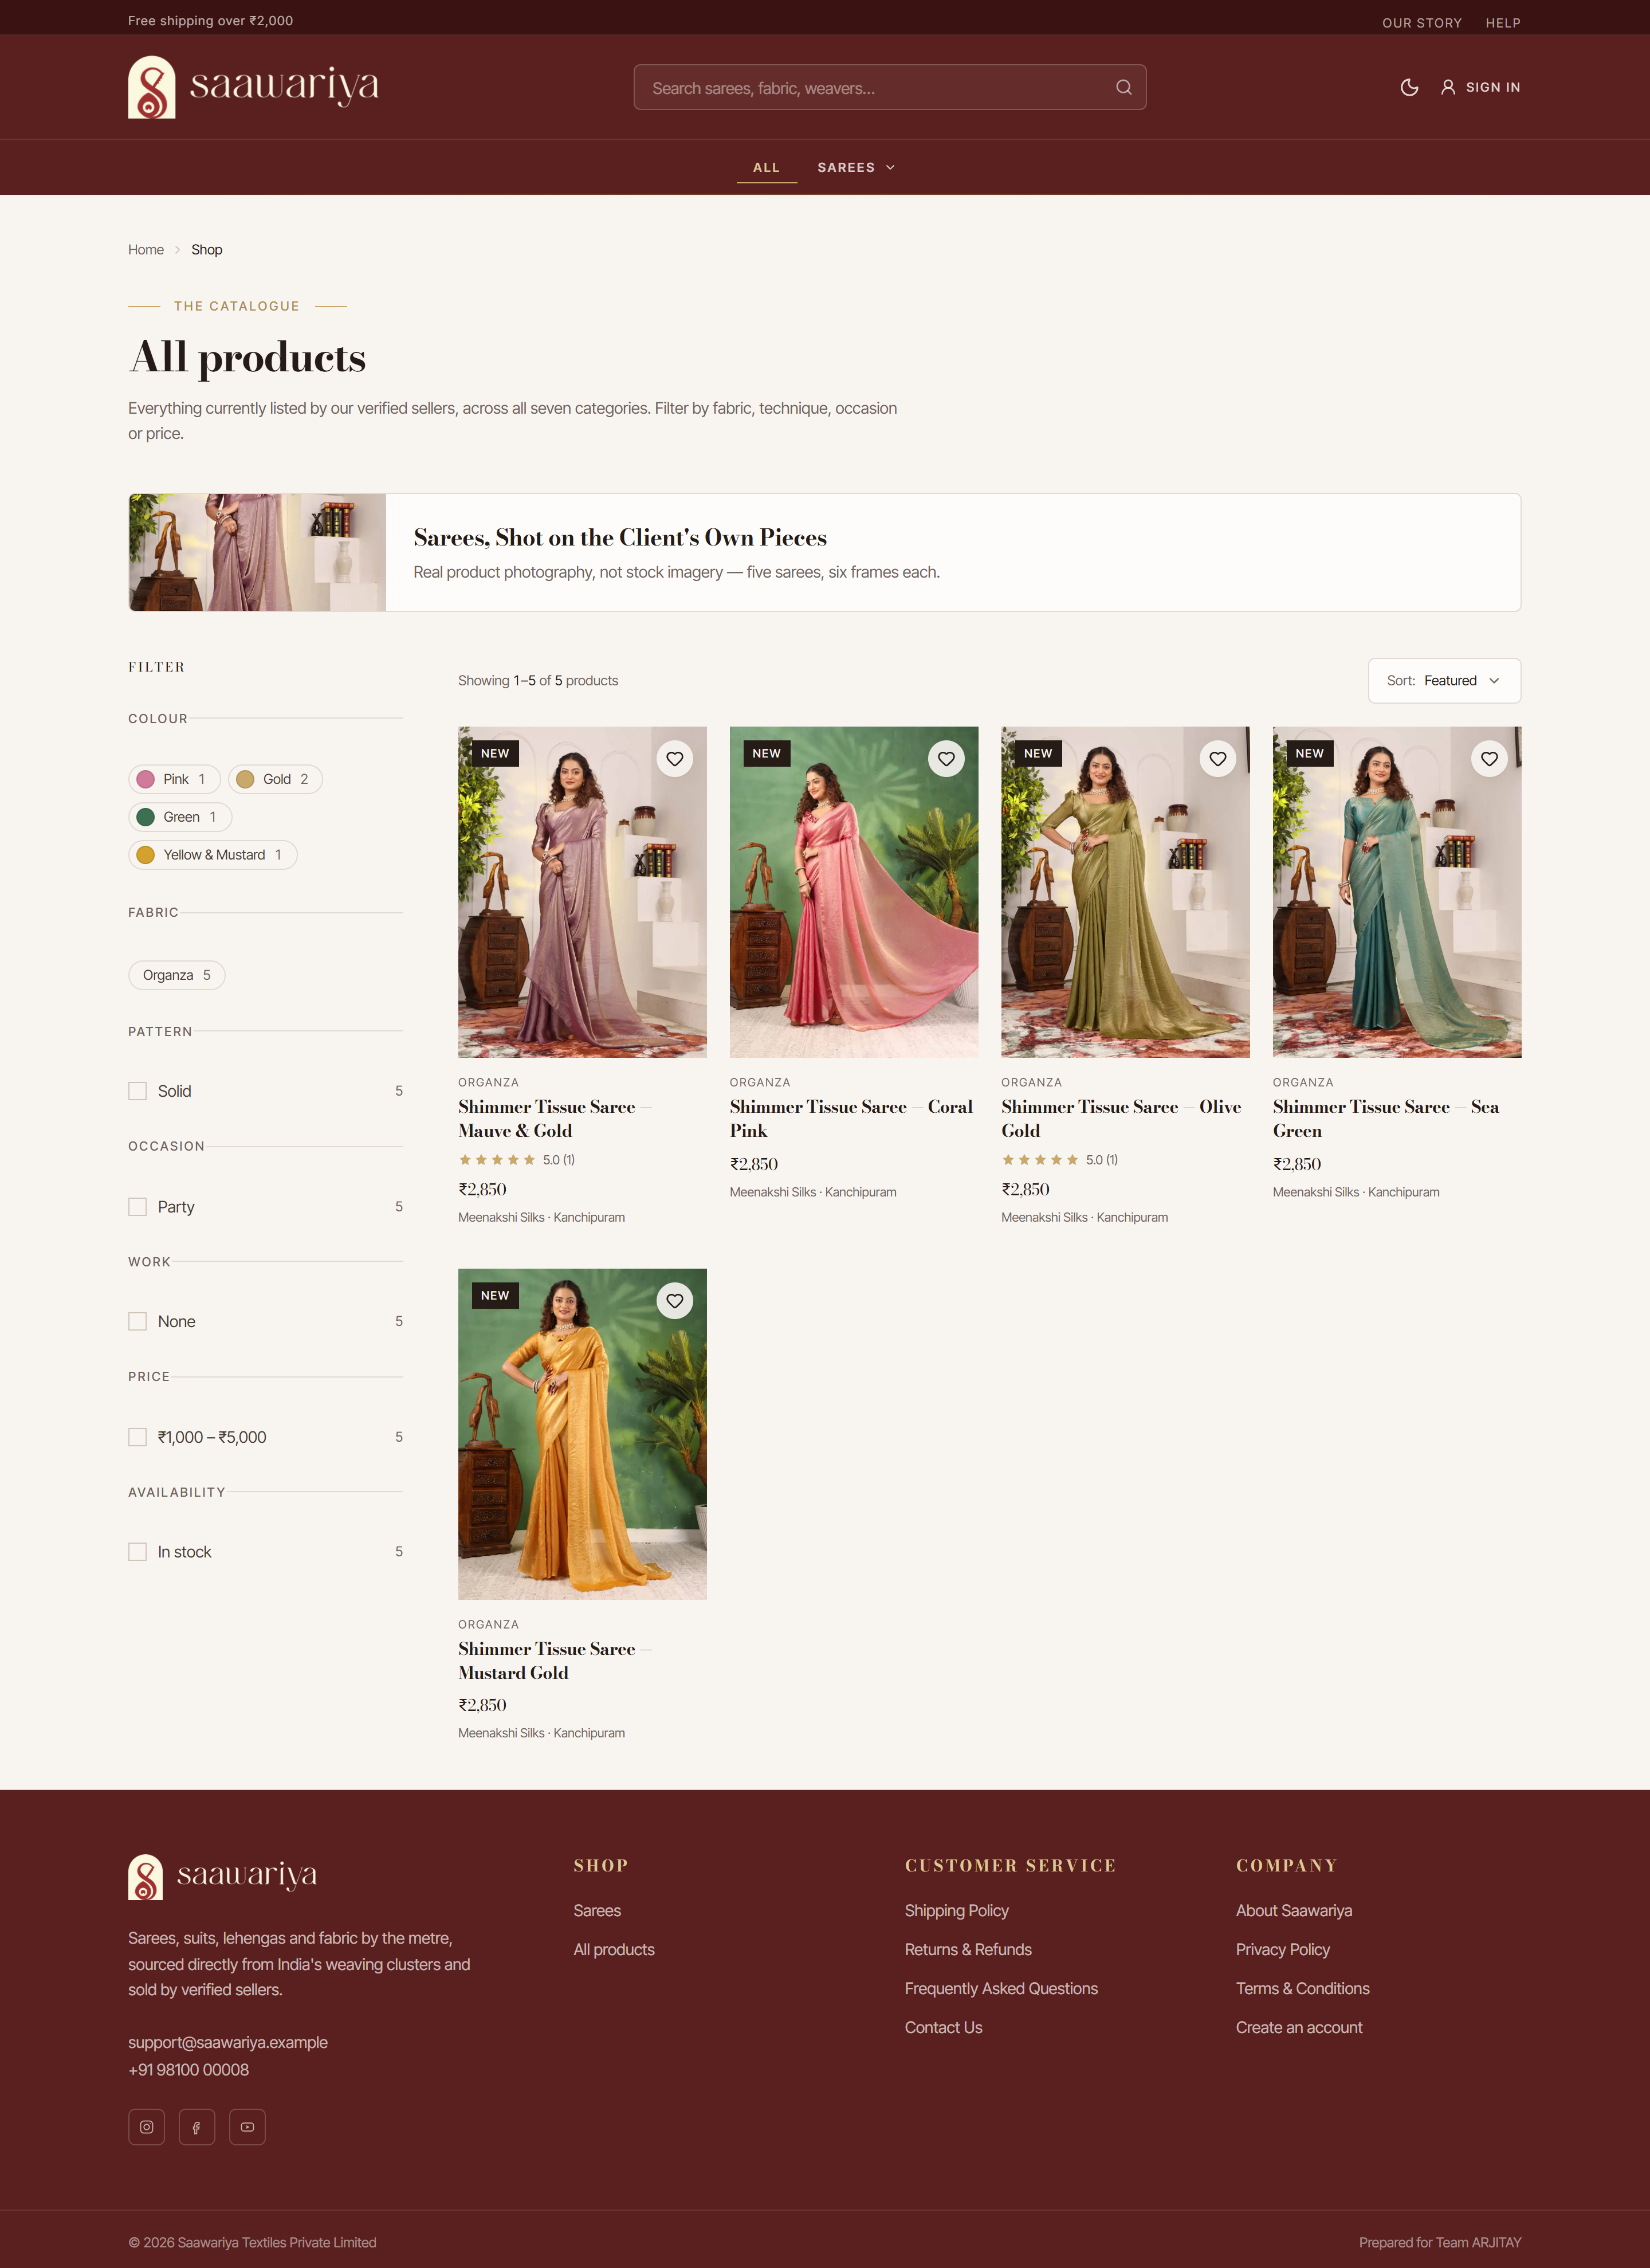 Free shipping over ₹2,000
OUR STORY HELP
saawariya
Search sarees, fabric, weavers...
SIGN IN
ALL SAREES
Home Shop
THE CATALOGUE
All products
Everything currently listed by our verified sellers, across all seven categories. Filter by fabric, technique, occasion
or price.
Sarees, Shot on the Client's Own Pieces
Real product photography, not stock imagery — five sarees, six frames each.
FILTER
COLOUR
Pink 1 Gold 2
Green 1
Yellow & Mustard 1
FABRIC
Organza 5
PATTERN
Solid 5
OCCASION
Party 5
WORK
None 5
PRICE
₹1,000 – ₹5,000 5
AVAILABILITY
In stock 5
Showing 1–5 of 5 products
Sort: Featured
NEW
ORGANZA
Shimmer Tissue Saree —
Mauve & Gold
5.0 (1)
₹2,850
Meenakshi Silks · Kanchipuram
NEW
ORGANZA
Shimmer Tissue Saree — Coral
Pink
₹2,850
Meenakshi Silks · Kanchipuram
NEW
ORGANZA
Shimmer Tissue Saree — Olive
Gold
5.0 (1)
₹2,850
Meenakshi Silks · Kanchipuram
NEW
ORGANZA
Shimmer Tissue Saree — Sea
Green
₹2,850
Meenakshi Silks · Kanchipuram
NEW
ORGANZA
Shimmer Tissue Saree —
Mustard Gold
₹2,850
Meenakshi Silks · Kanchipuram
saawariya
Sarees, suits, lehengas and fabric by the metre,
sourced directly from India's weaving clusters and
sold by verified sellers.
support@saawariya.example
+91 98100 00008
SHOP
Sarees
All products
CUSTOMER SERVICE
Shipping Policy
Returns & Refunds
Frequently Asked Questions
Contact Us
COMPANY
About Saawariya
Privacy Policy
Terms & Conditions
Create an account
© 2026 Saawariya Textiles Private Limited
Prepared for Team ARJITAY